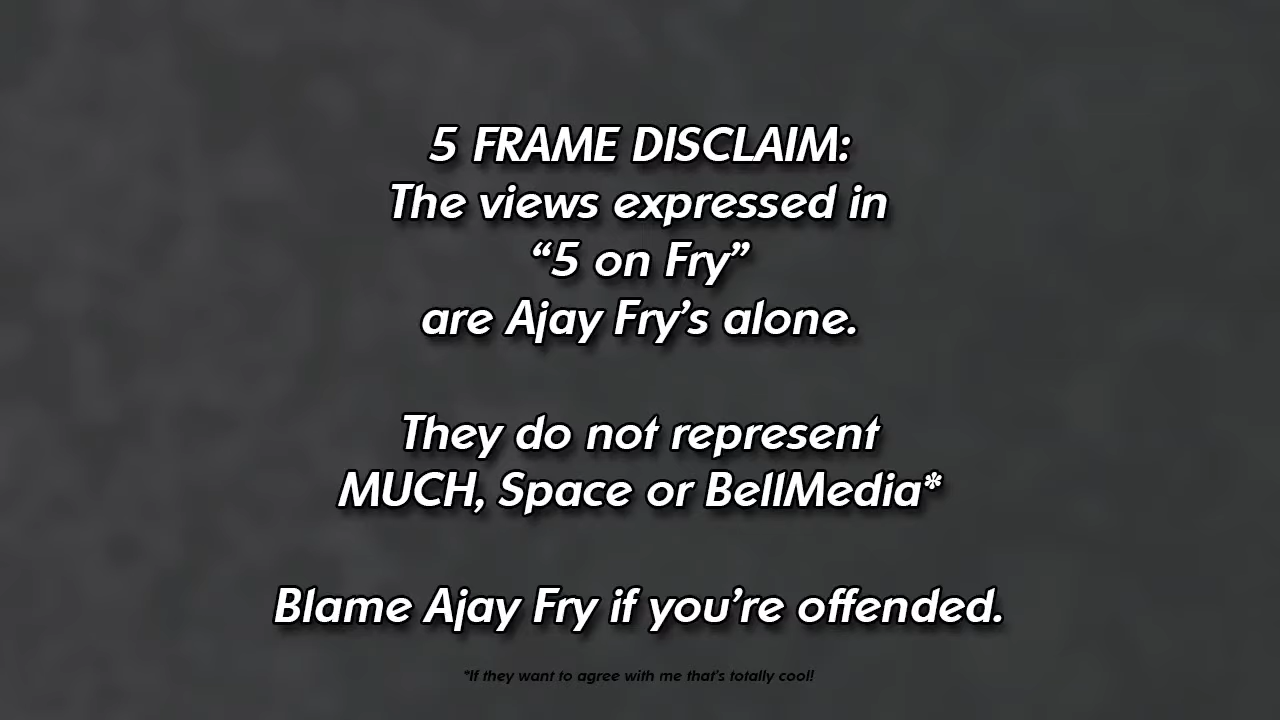 5 FRAME DISCLAIM:
The views expressed in
“5 on Fry”
are Ajay Fry’s alone.
They do not represent
MUCH, Space or BellMedia*
Blame Ajay Fry if you’re offended.
*If they want to agree with me that’s totally cool!